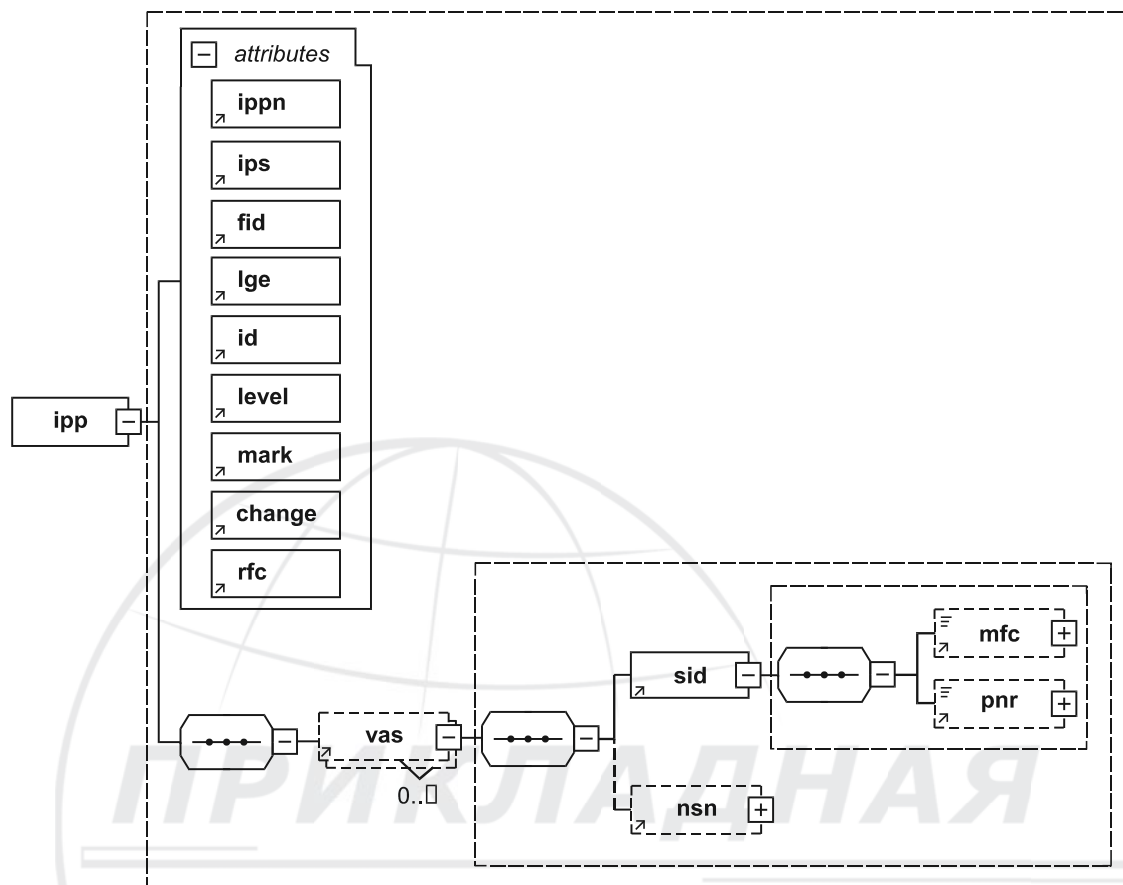 attributes
ippn
ips
fid
lge
id
level
mark
change
rfc
ipp
mfc
sid
pnr
vas
0..▯
nsn
ПРИКЛАДНАЯ